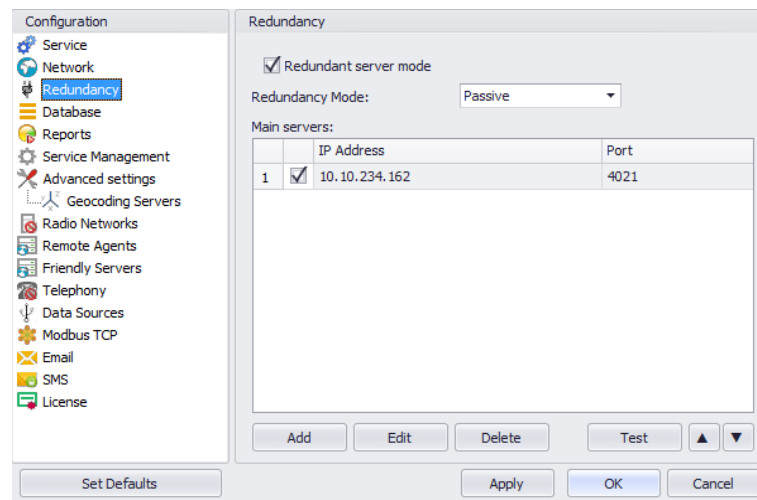 Configuration
Service
Network
Redundancy
Database
Reports
Service Management
Advanced settings
Geocoding Servers
Radio Networks
Remote Agents
Friendly Servers
Telephony
Data Sources
Modbus TCP
Email
SMS
License
Set Defaults
Redundancy
Redundant server mode
Redundancy Mode: Passive
Main servers:
IP Address Port
1 10.10.234.162 4021
Add Edit Delete Test
Apply OK Cancel